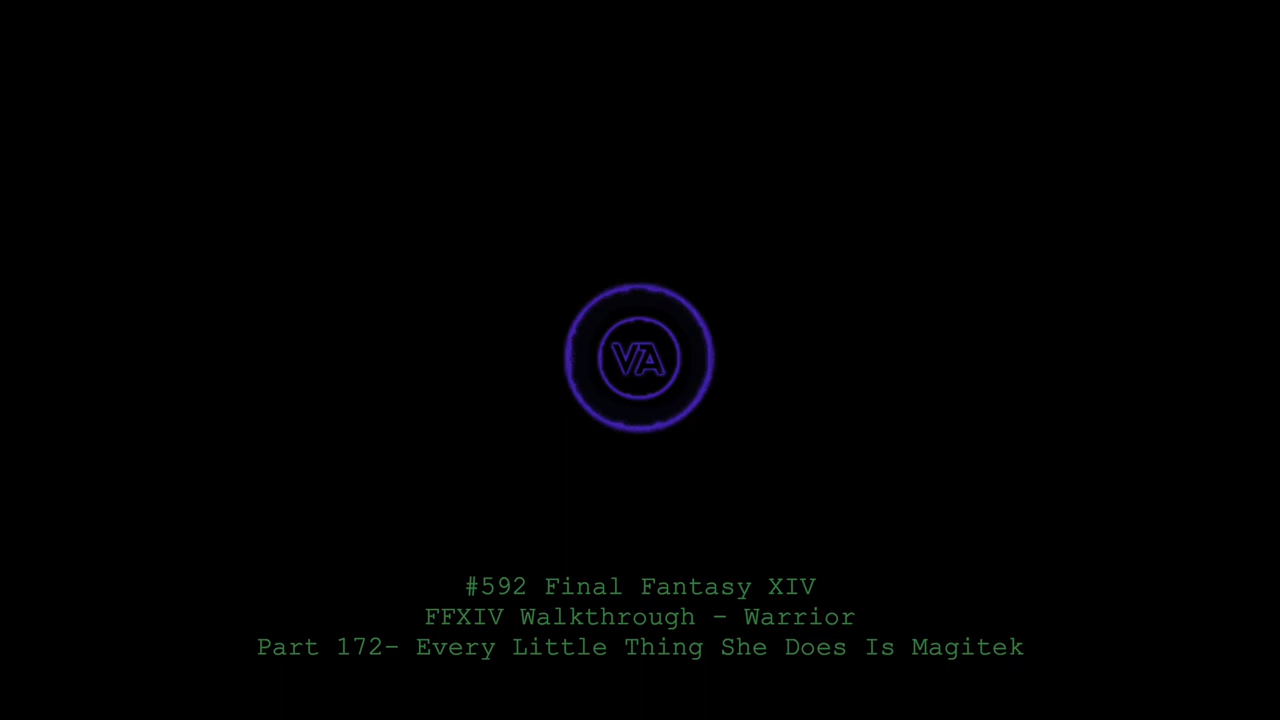 VA
#592 Final Fantasy XIV
FFXIV Walkthrough - Warrior
Part 172- Every Little Thing She Does Is Magitek